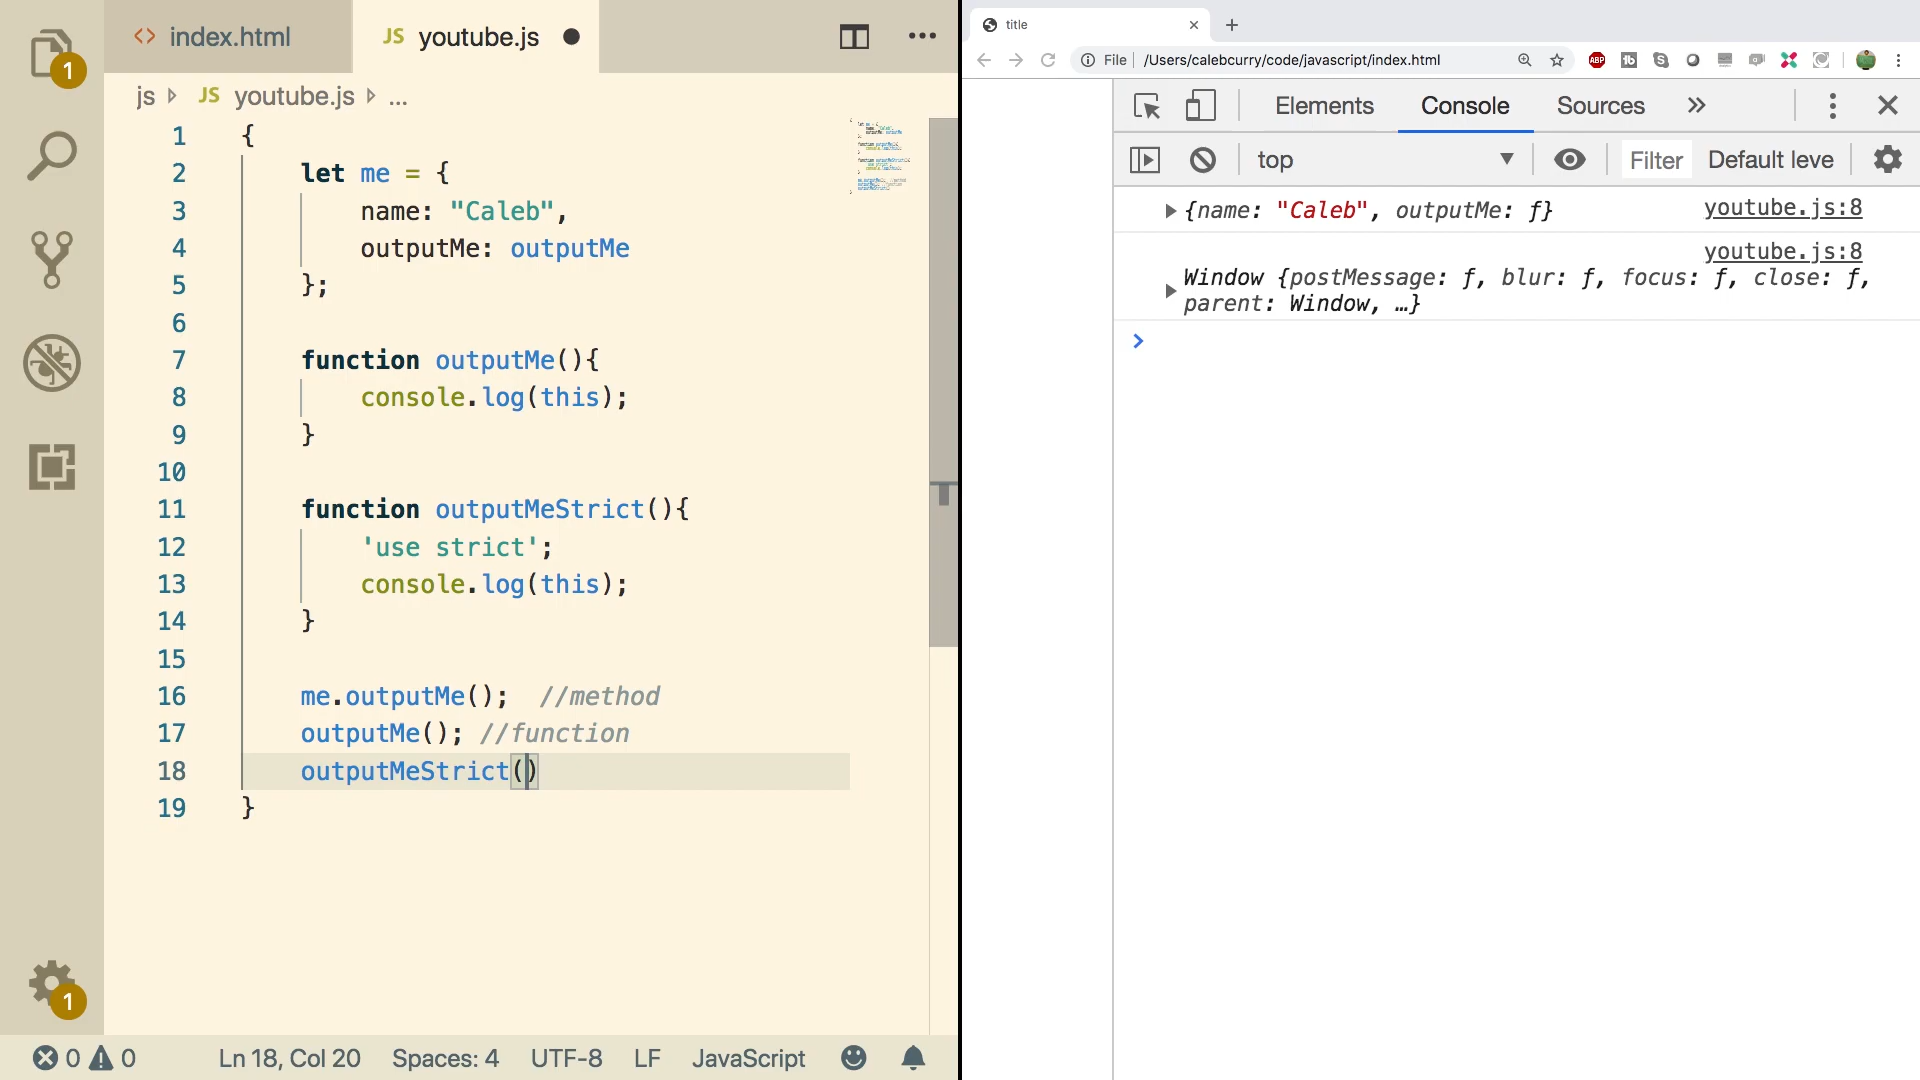 1
1
index.html
JS youtube.js
js JS youtube.js ...
1 {
2 let me = {
3 name: "Caleb",
4 outputMe: outputMe
5 };
6
7 function outputMe(){
8 console.log(this);
9 }
10
11 function outputMeStrict(){
12 'use strict';
13 console.log(this);
14 }
15
16 me.outputMe(); //method
17 outputMe(); //function
18 outputMeStrict()
19 }
0 0 Ln 18, Col 20 Spaces: 4 UTF-8 LF JavaScript
title
File /Users/calebcurry/code/javascript/index.html
ABP
Elements Console Sources
top Filter Default leve
{name: "Caleb", outputMe: ƒ} youtube.js:8
youtube.js:8
Window {postMessage: ƒ, blur: ƒ, focus: ƒ, close: ƒ,
parent: Window, …}